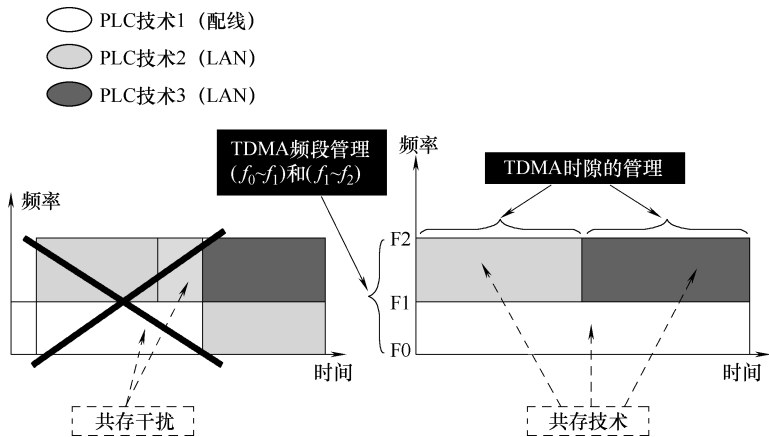 PLC技术1（配线）
PLC技术2（LAN）
PLC技术3（LAN）
TDMA频段管理
(f₀~f₁)和(f₁~f₂)
频率
TDMA时隙的管理
频率
F2
F1
F0
时间
时间
共存干扰
共存技术